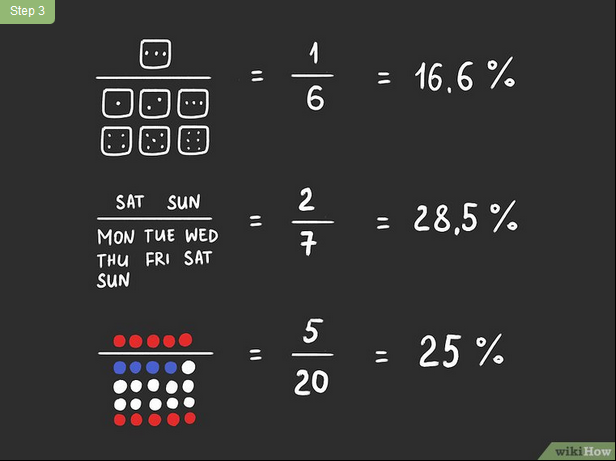 Step 3
1
= — = 16.6 %
6
SAT SUN
2
= — = 28,5 %
MON TUE WED
7
THU FRI SAT
SUN
5
= — = 25 %
20
wikiHow